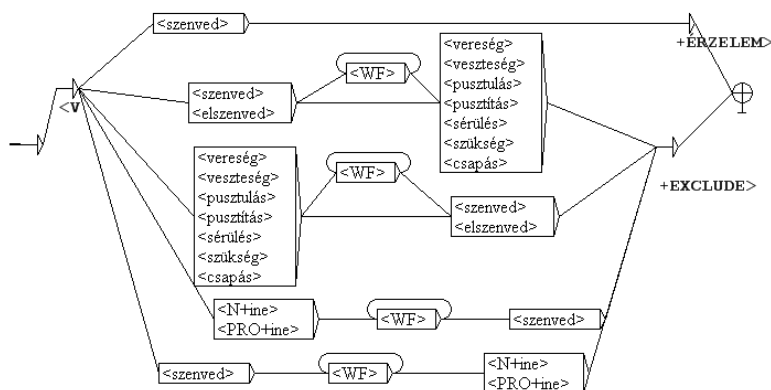 <szenved>
+ÉRZELEM>
<V
<szenved>
<elszenved>
<WF>
<vereség>
<veszteség>
<pusztulás>
<pusztítás>
<sérülés>
<szükség>
<csapás>
<vereség>
<veszteség>
<pusztulás>
<pusztítás>
<sérülés>
<szükség>
<csapás>
<WF>
<szenved>
<elszenved>
+EXCLUDE>
<N+ine>
<PRO+ine>
<WF>
<szenved>
<szenved>
<WF>
<N+ine>
<PRO+ine>